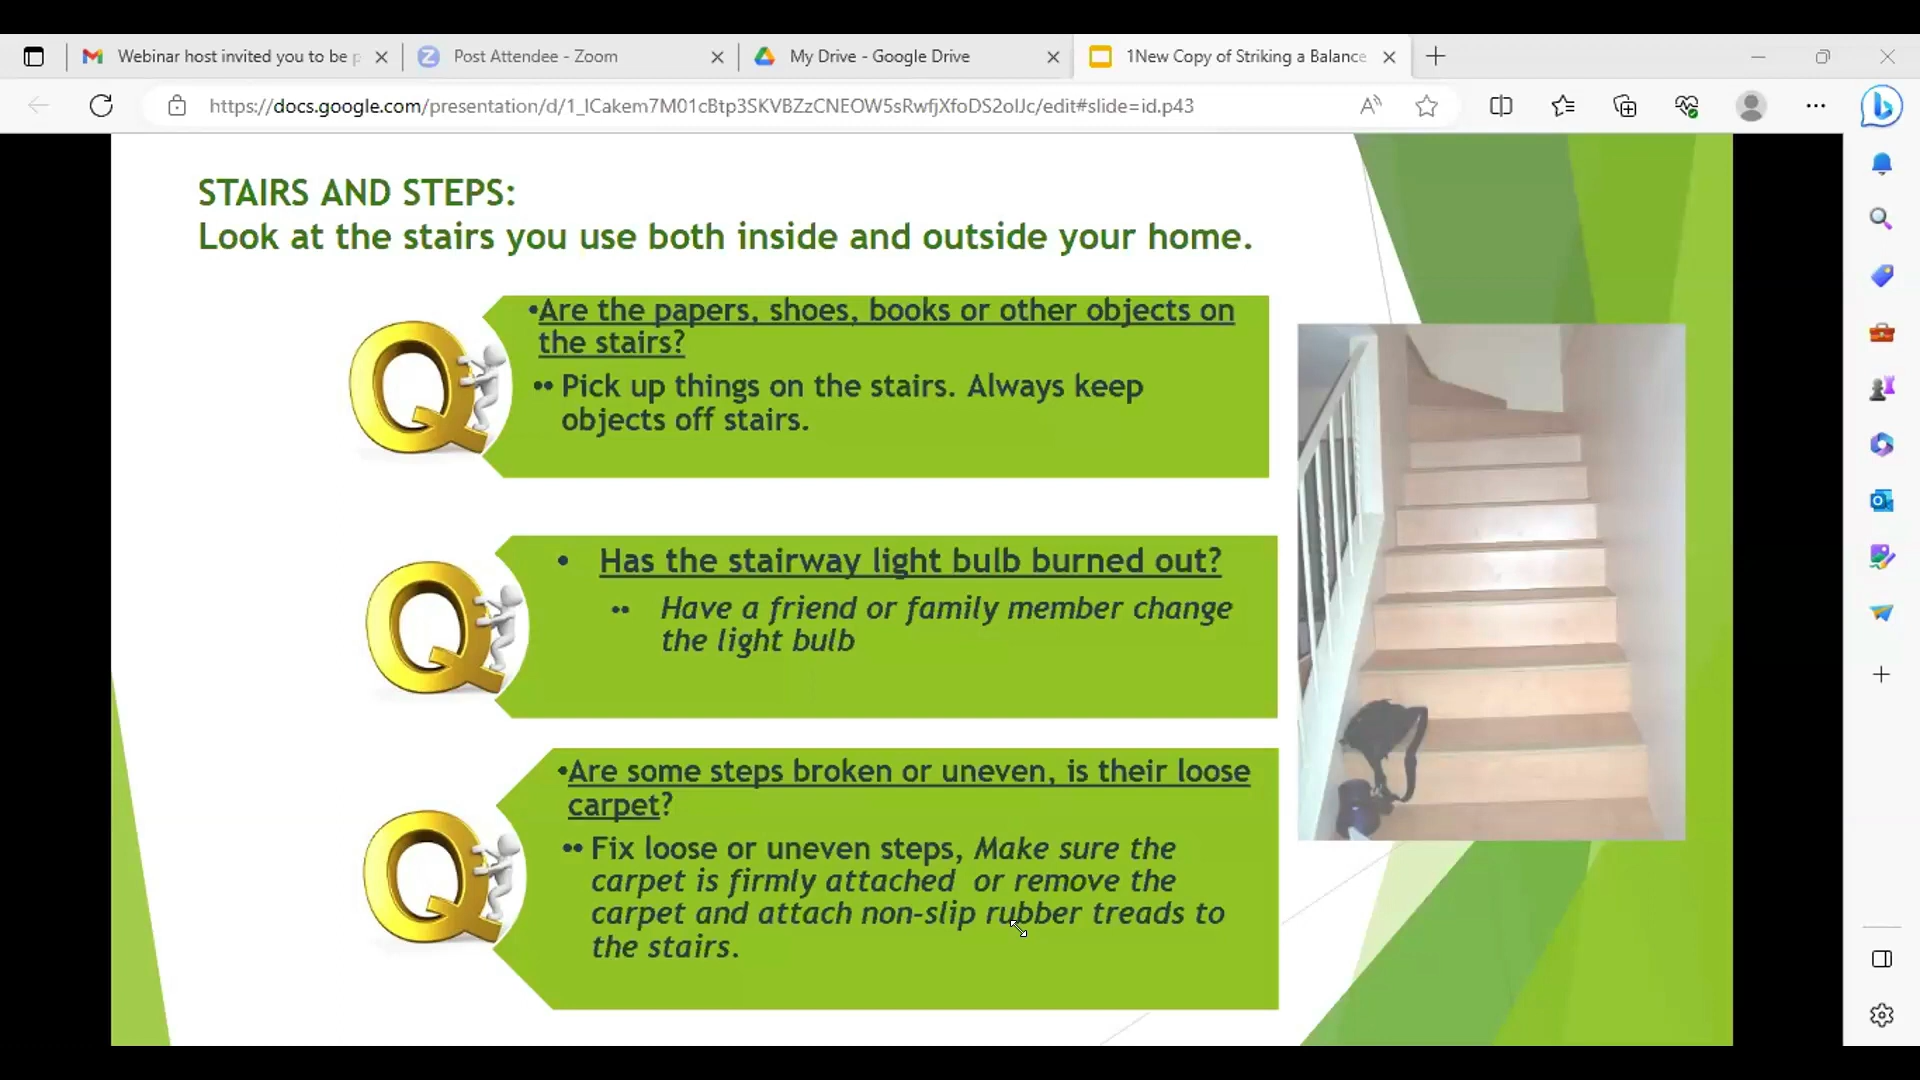 Webinar host invited you to be p
Post Attendee - Zoom
My Drive - Google Drive
1New Copy of Striking a Balance
https://docs.google.com/presentation/d/1_lCakem7M01cBtp3SKVBZzCNEOW5sRwfjXfoDS2olJc/edit#slide=id.p43
STAIRS AND STEPS:
Look at the stairs you use both inside and outside your home.
•Are the papers, shoes, books or other objects on
the stairs?
•• Pick up things on the stairs. Always keep
objects off stairs.
• Has the stairway light bulb burned out?
•• Have a friend or family member change
the light bulb
•Are some steps broken or uneven, is their loose
carpet?
•• Fix loose or uneven steps, Make sure the
carpet is firmly attached or remove the
carpet and attach non-slip rubber treads to
the stairs.